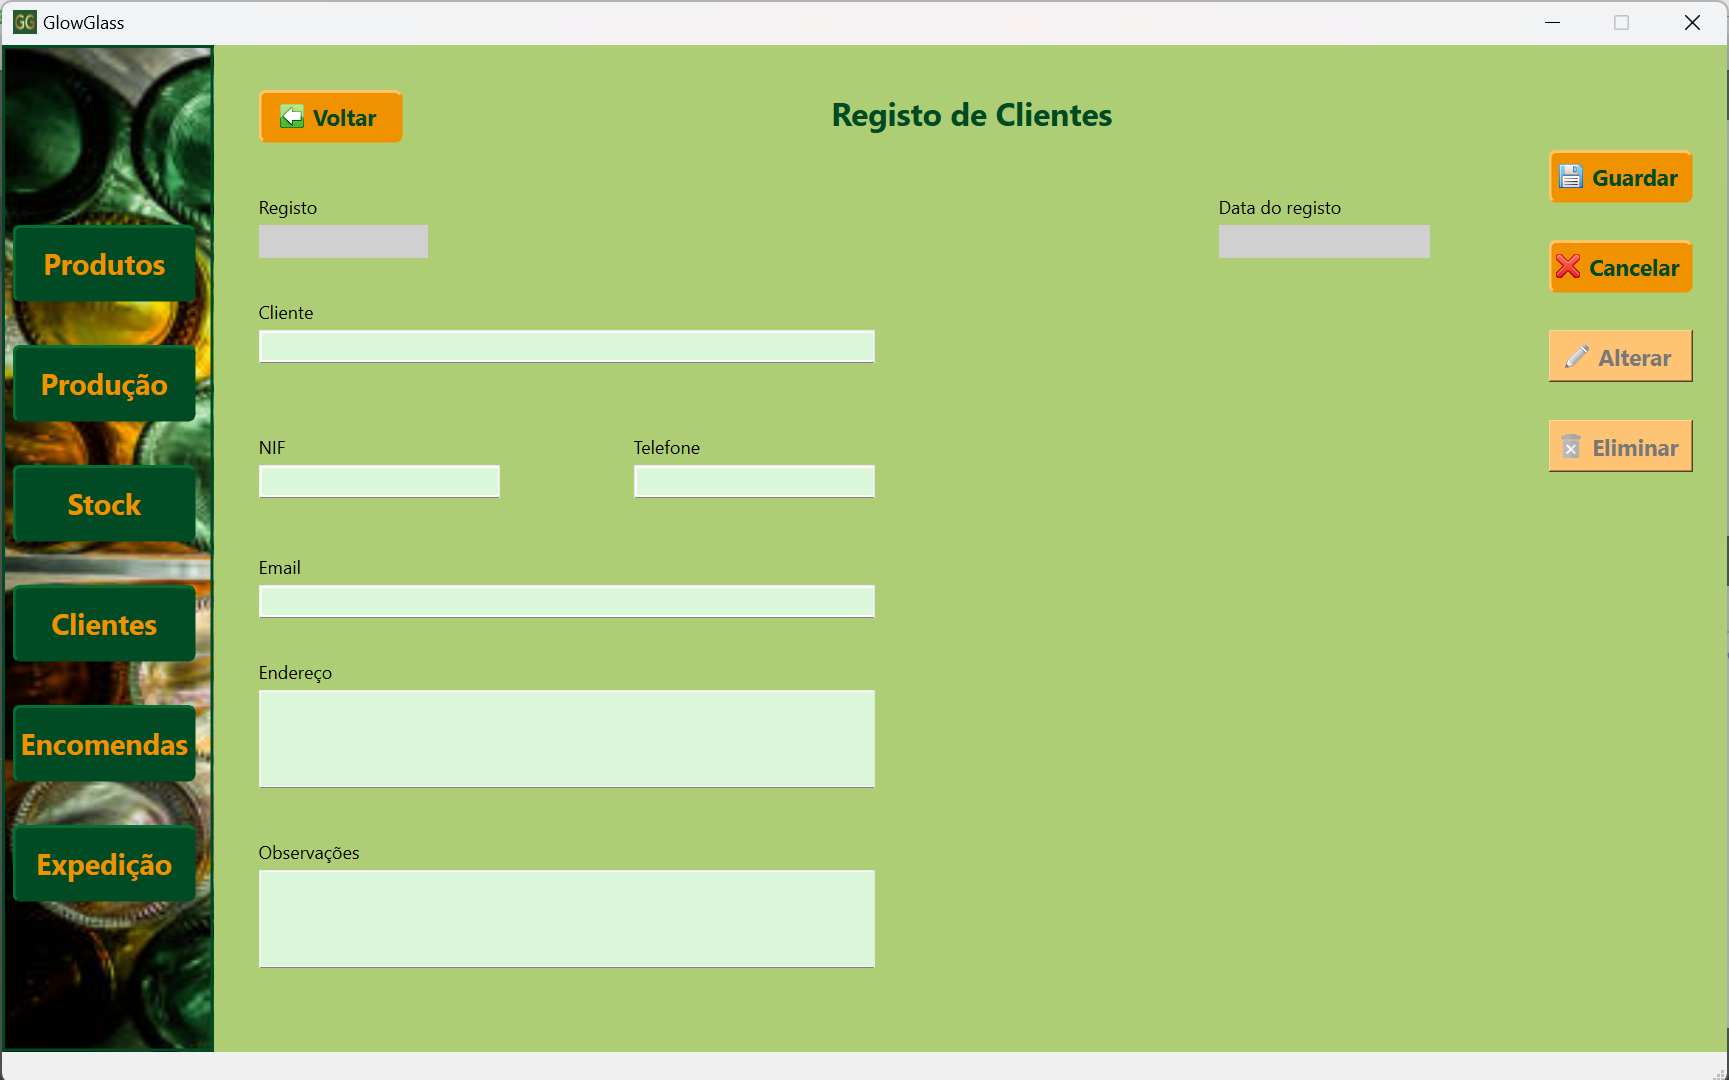 GG GlowGlass
Voltar
Registo de Clientes
Guardar
Registo
Data do registo
Produtos
Cancelar
Cliente
Produção
Alterar
NIF
Telefone
Eliminar
Stock
Email
Clientes
Endereço
Encomendas
Observações
Expedição